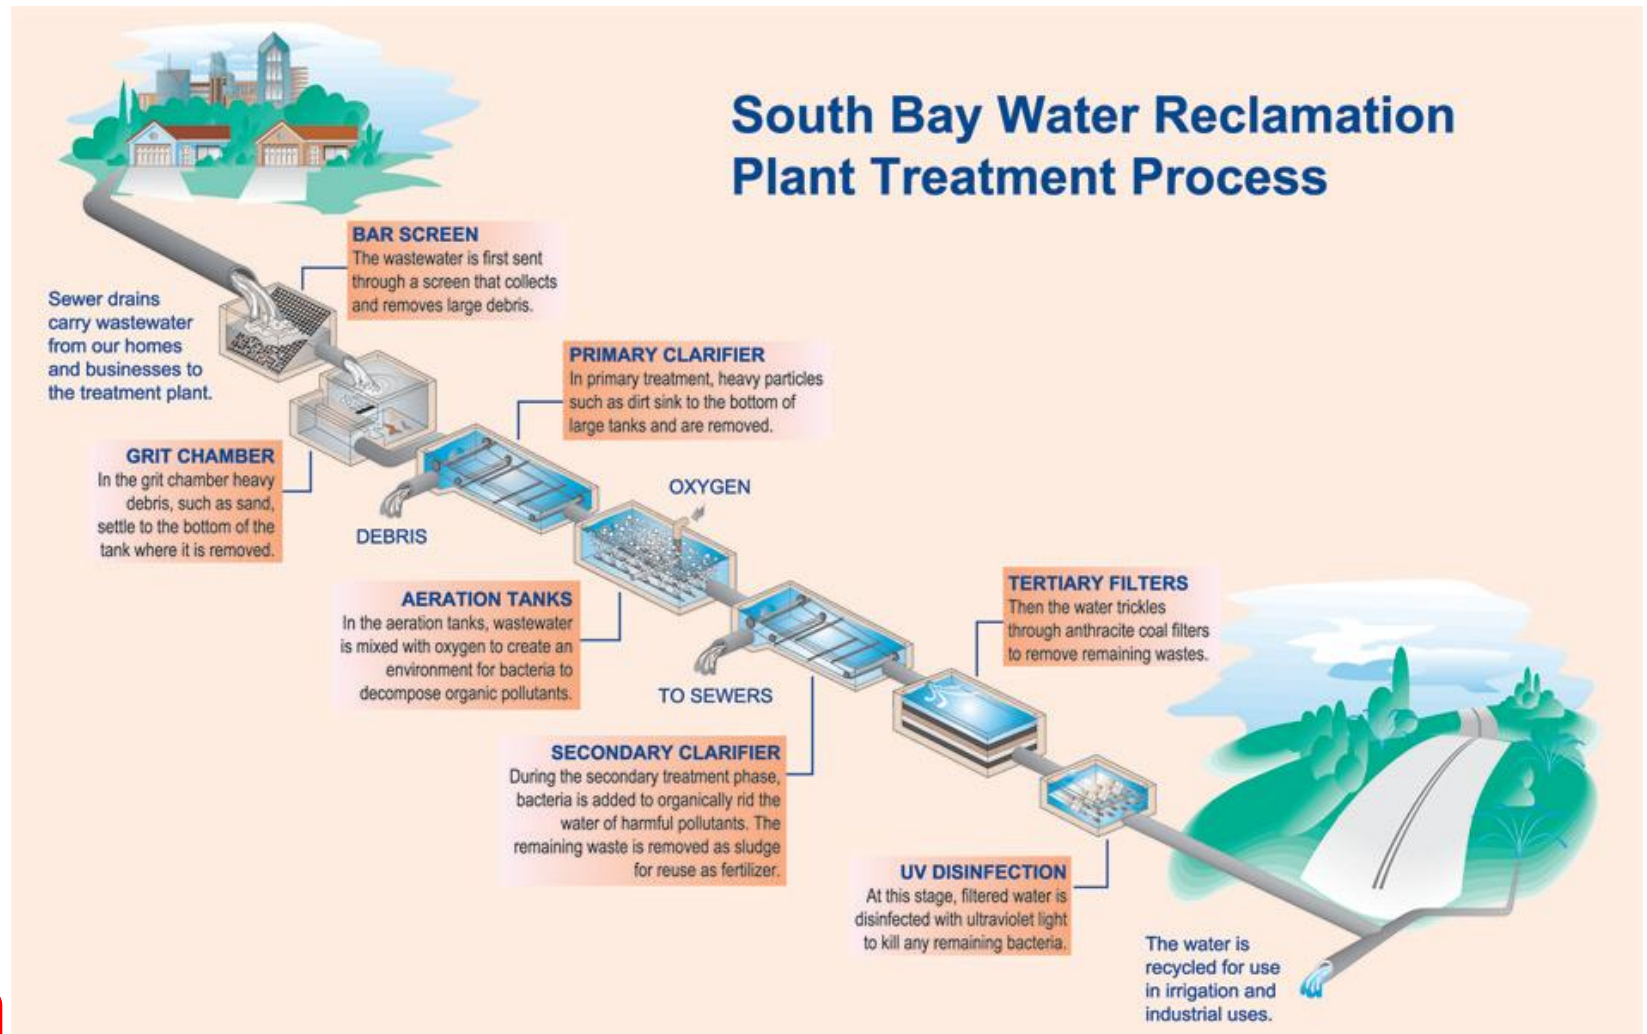 South Bay Water Reclamation
Plant Treatment Process
BAR SCREEN
The wastewater is first sent
through a screen that collects
and removes large debris.
Sewer drains
carry wastewater
from our homes
and businesses to
the treatment plant.
PRIMARY CLARIFIER
In primary treatment, heavy particles
such as dirt sink to the bottom of
large tanks and are removed.
GRIT CHAMBER
In the grit chamber heavy
debris, such as sand,
settle to the bottom of the
tank where it is removed.
OXYGEN
DEBRIS
AERATION TANKS
In the aeration tanks, wastewater
is mixed with oxygen to create an
environment for bacteria to
decompose organic pollutants.
TERTIARY FILTERS
Then the water trickles
through anthracite coal filters
to remove remaining wastes.
TO SEWERS
SECONDARY CLARIFIER
During the secondary treatment phase,
bacteria is added to organically rid the
water of harmful pollutants. The
remaining waste is removed as sludge
for reuse as fertilizer.
UV DISINFECTION
At this stage, filtered water is
disinfected with ultraviolet light
to kill any remaining bacteria.
The water is
recycled for use
in irrigation and
industrial uses.